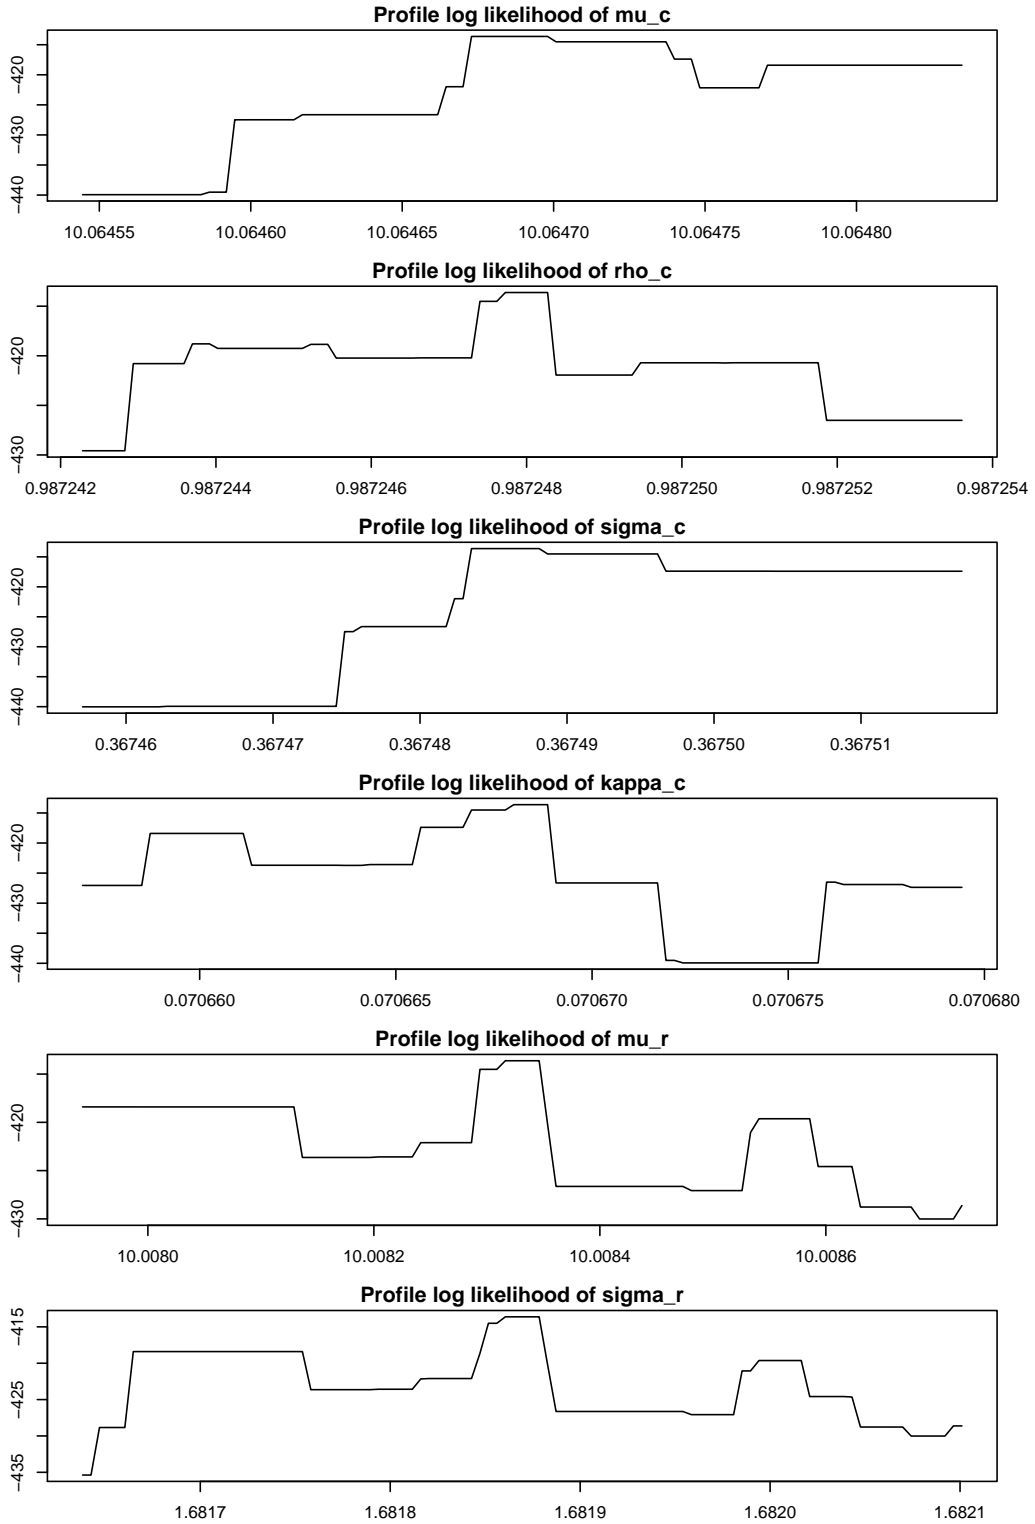 Profile log likelihood of mu_c
−420
−430
−440
10.06455 10.06460 10.06465 10.06470 10.06475 10.06480
Profile log likelihood of rho_c
−420
−430
0.987242 0.987244 0.987246 0.987248 0.987250 0.987252 0.987254
Profile log likelihood of sigma_c
−420
−430
−440
0.36746 0.36747 0.36748 0.36749 0.36750 0.36751
Profile log likelihood of kappa_c
−420
−430
−440
0.070660 0.070665 0.070670 0.070675 0.070680
Profile log likelihood of mu_r
−420
−430
10.0080 10.0082 10.0084 10.0086
Profile log likelihood of sigma_r
−415
−425
−435
1.6817 1.6818 1.6819 1.6820 1.6821